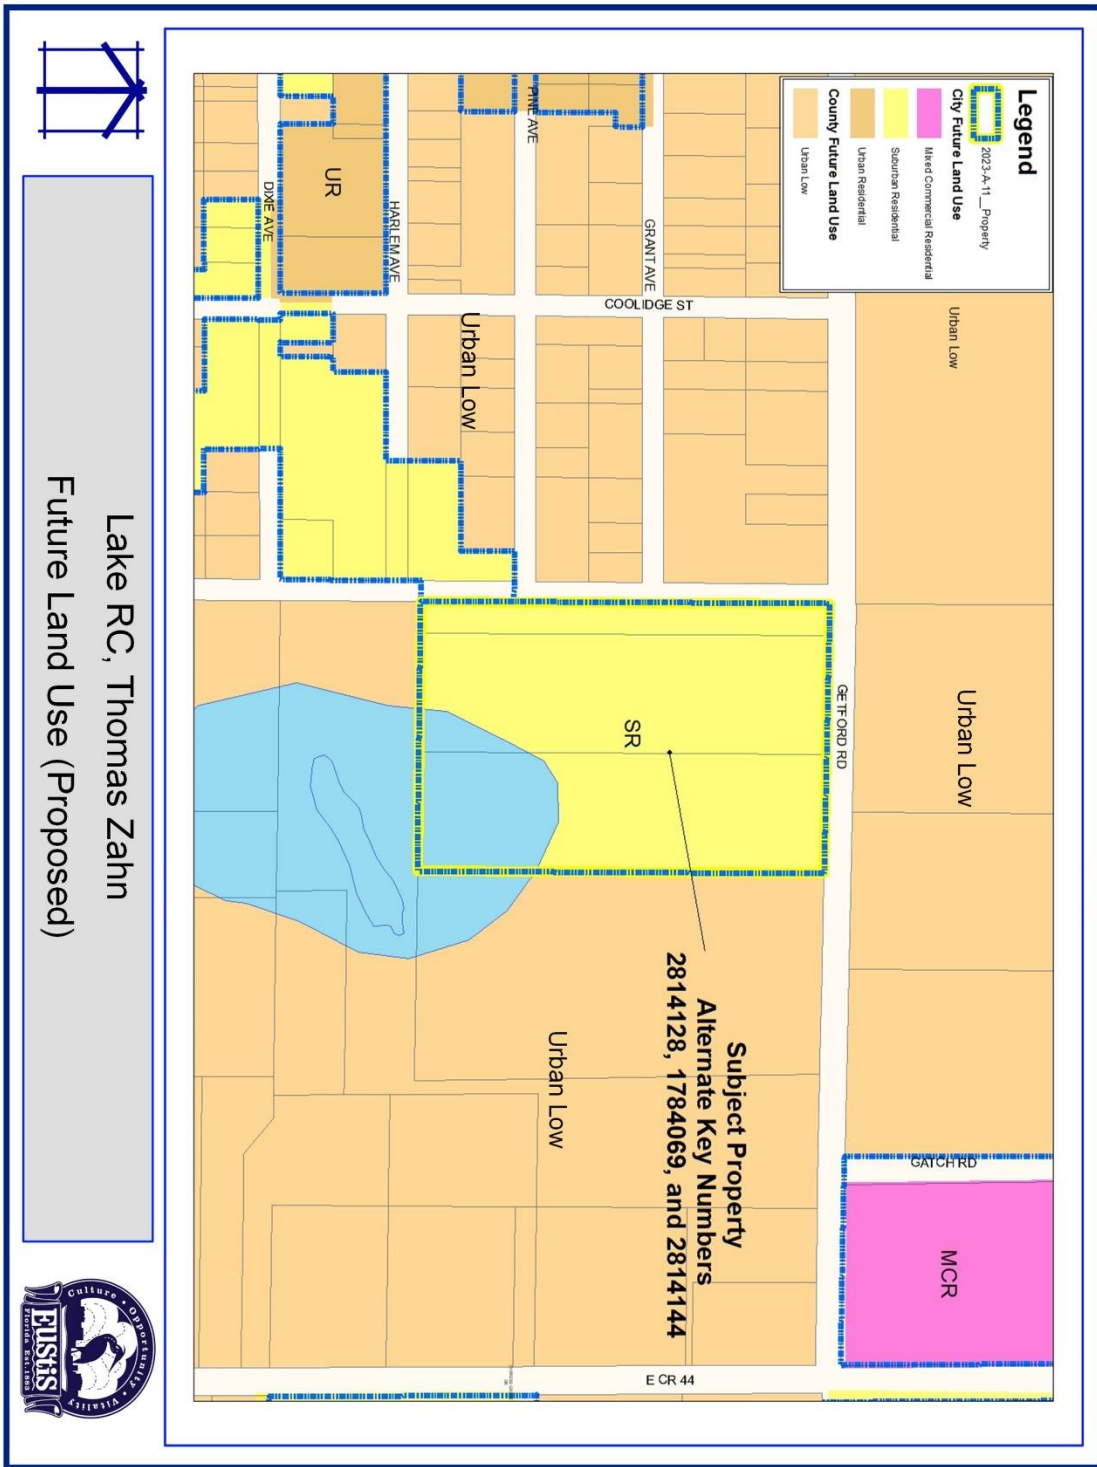 Legend
2023-A-11__Property
City Future Land Use
Mixed Commercial Residential
Suburban Residential
Urban Residential
County Future Land Use
Urban Low
PINE AVE
UR
DIXIE AVE
HARLEM AVE
GRANT AVE
COOLIDGE ST
Urban Low
Urban Low
GETFORD RD
Urban Low
SR
Subject Property
Alternate Key Numbers
2814128, 1784069, and 2814144
Urban Low
GATCH RD
MCR
E CR 44
Lake RC, Thomas Zahn
Future Land Use (Proposed)
Culture • Opportunity • Vitality
EUSTIS
Florida Est. 1883